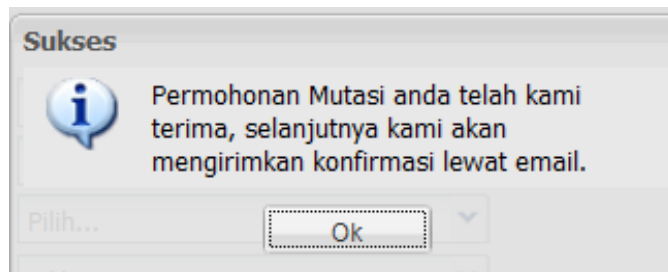 Sukses
Permohonan Mutasi anda telah kami
terima, selanjutnya kami akan
mengirimkan konfirmasi lewat email.
Pilih...
Ok